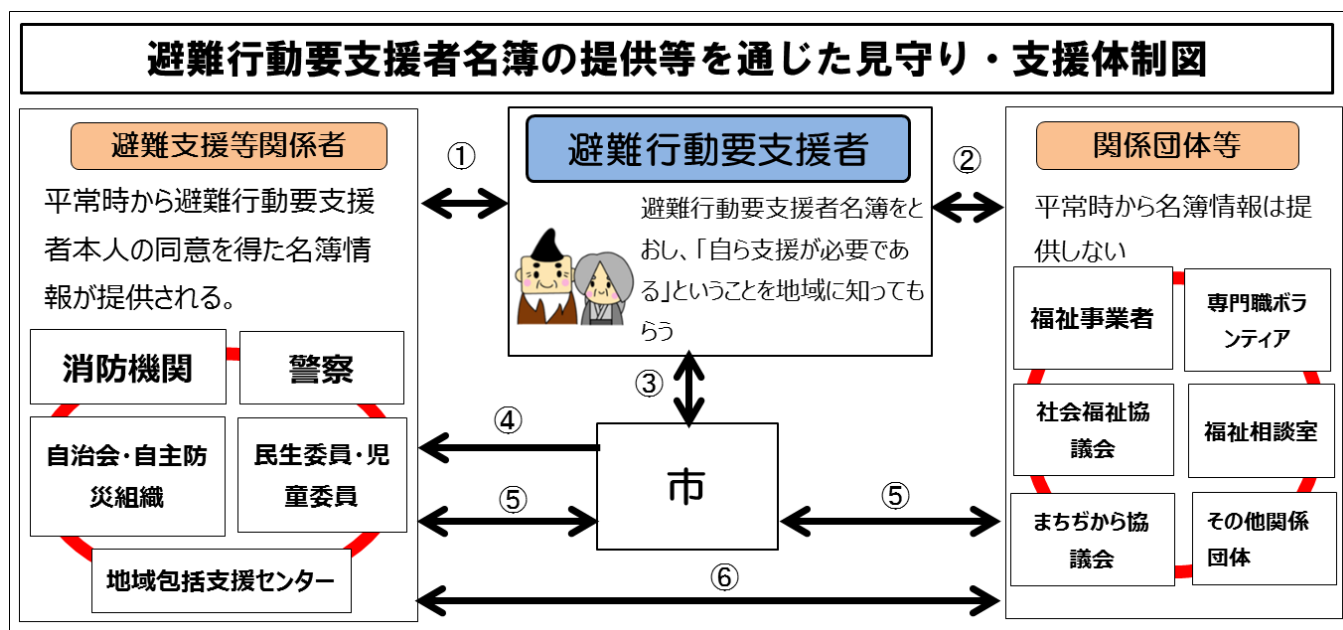 避難行動要支援者名簿の提供等を通じた見守り・支援体制図
避難支援等関係者
平常時から避難行動要支援
者本人の同意を得た名簿情
報が提供される。
消防機関
警察
自治会・自主防
災組織
民生委員・児
童委員
地域包括支援センター
①
避難行動要支援者
避難行動要支援者名簿をと
おし、「自ら支援が必要であ
る」ということを地域に知っても
らう
②
③
④
市
⑤
⑤
⑥
関係団体等
平常時から名簿情報は提
供しない
福祉事業者
専門職ボラ
ンティア
社会福祉協
議会
福祉相談室
まちぢから協
議会
その他関係
団体